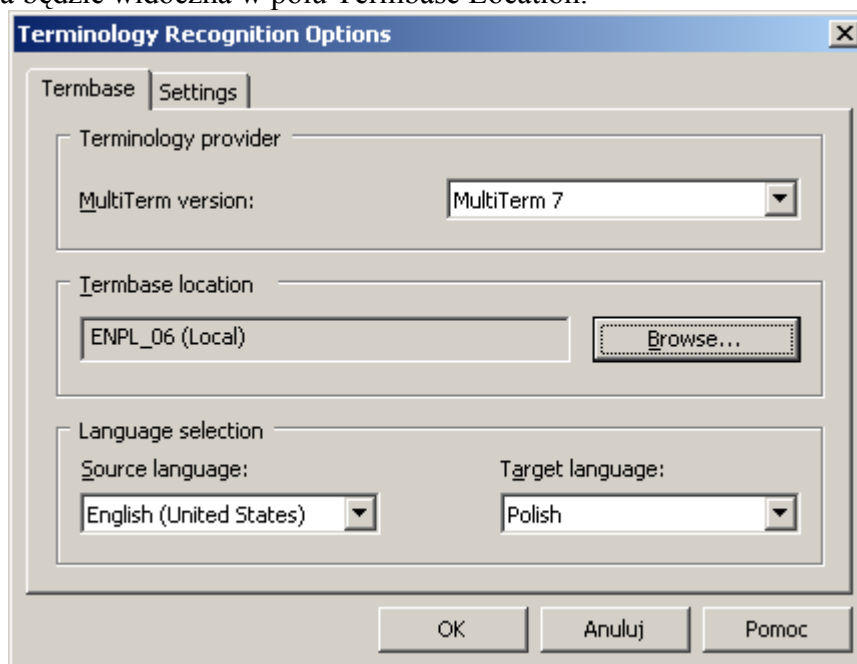 a będzie widoczna w polu Termbase Location.
Terminology Recognition Options
Termbase Settings
Terminology provider
MultiTerm version: MultiTerm 7
Termbase location
ENPL_06 (Local) Browse...
Language selection
Source language: Target language:
English (United States) Polish
OK Anuluj Pomoc